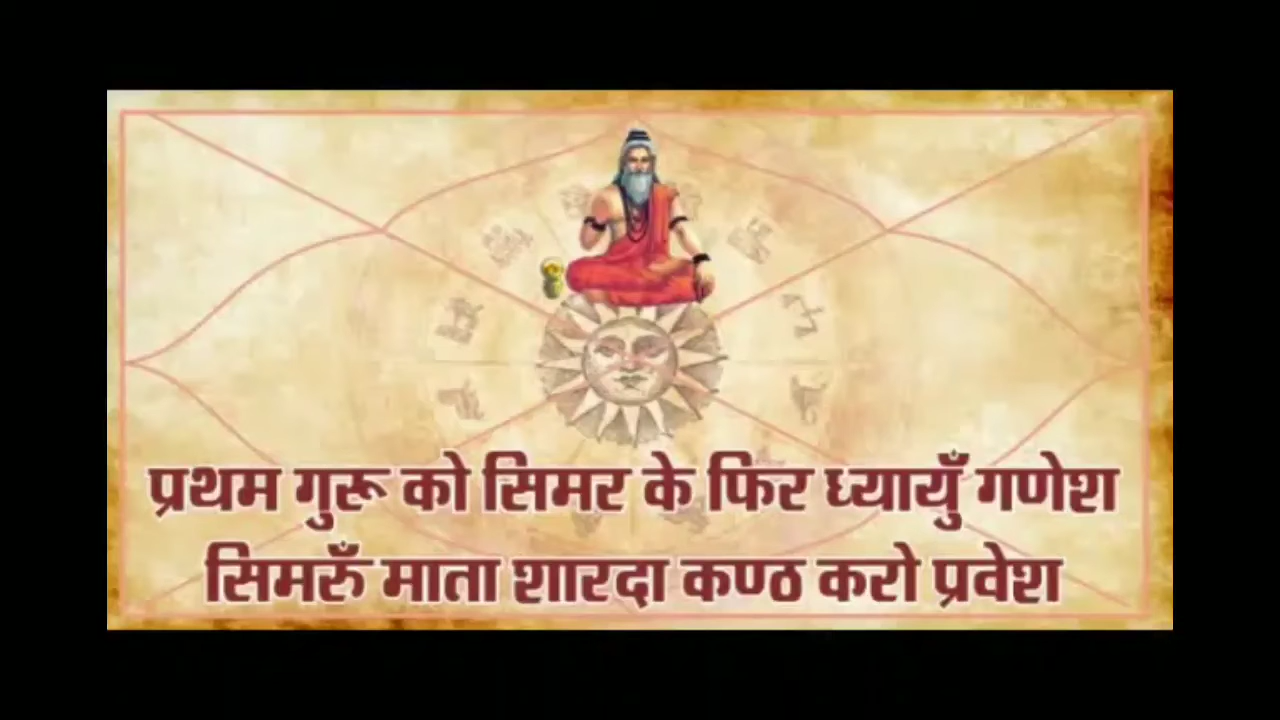 प्रथम गुरू को सिमर के फिर ध्यायुँ गणेश
सिमरुँ माता शारदा कण्ठ करो प्रवेश